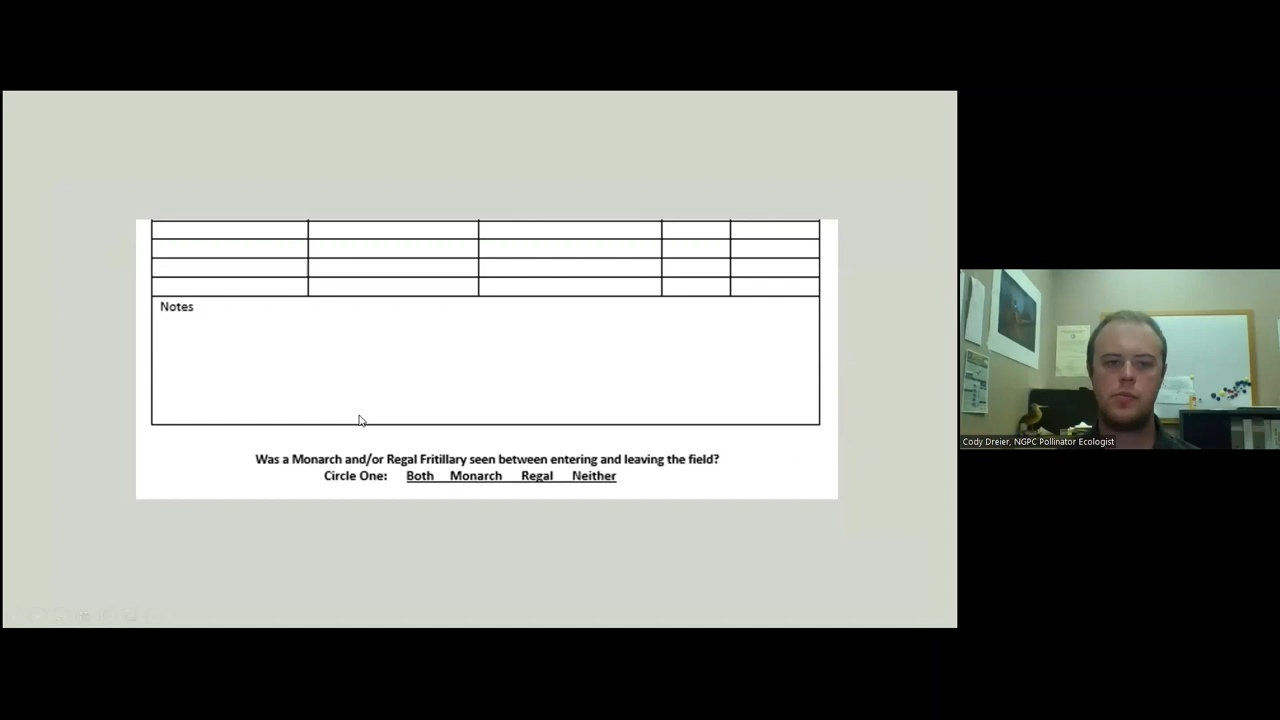 Notes
Was a Monarch and/or Regal Fritillary seen between entering and leaving the field?
Circle One: Both Monarch Regal Neither
Cody Dreier, NGPC Pollinator Ecologist